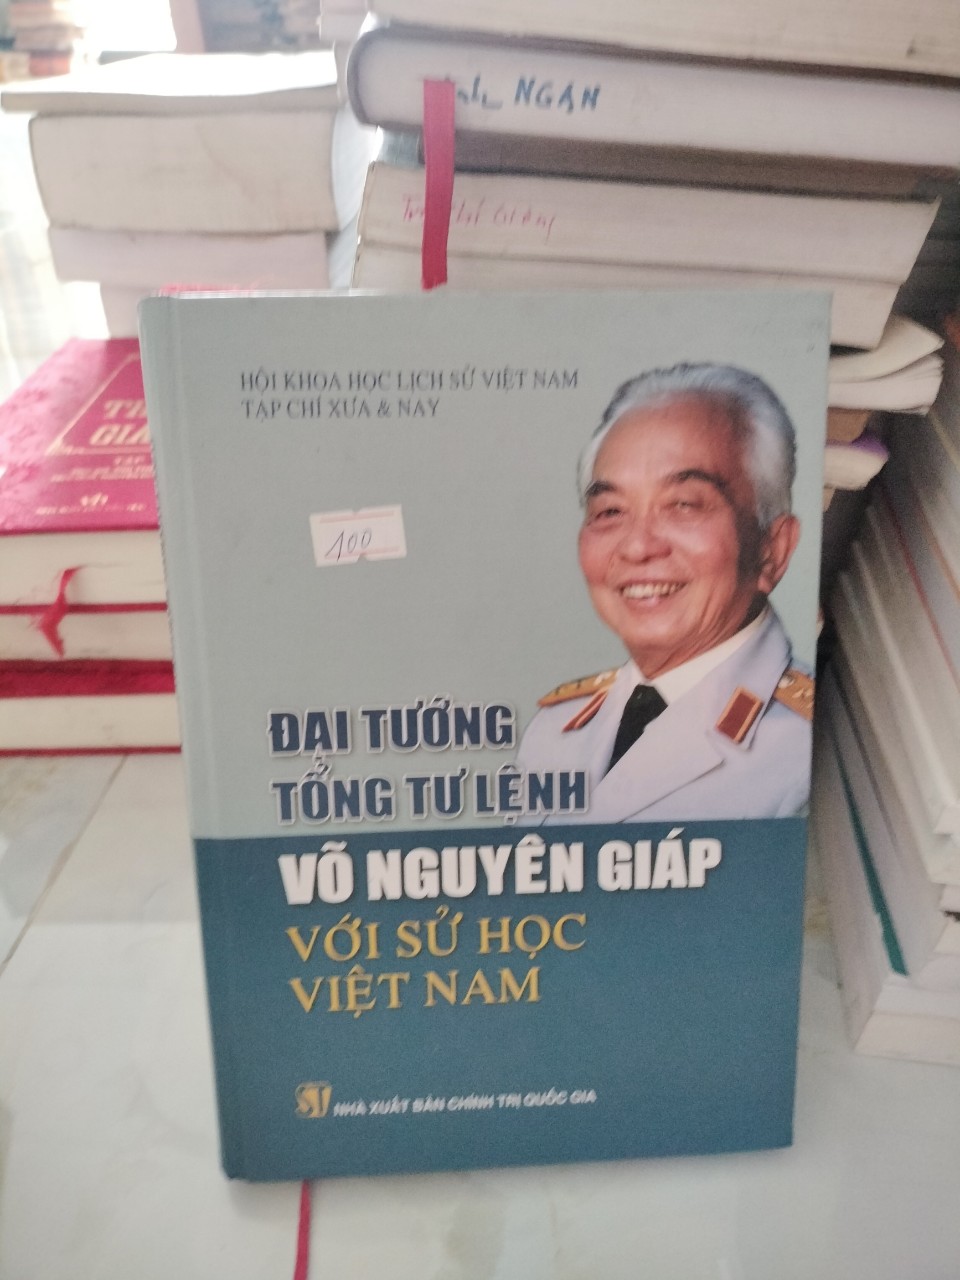 NGAN
HỘI KHOA HỌC LỊCH SỬ VIỆT NAM
TẠP CHÍ XƯA & NAY
100
ĐẠI TƯỚNG
TỔNG TƯ LỆNH
VÕ NGUYÊN GIÁP
VỚI SỬ HỌC
VIỆT NAM
NHÀ XUẤT BẢN CHÍNH TRỊ QUỐC GIA